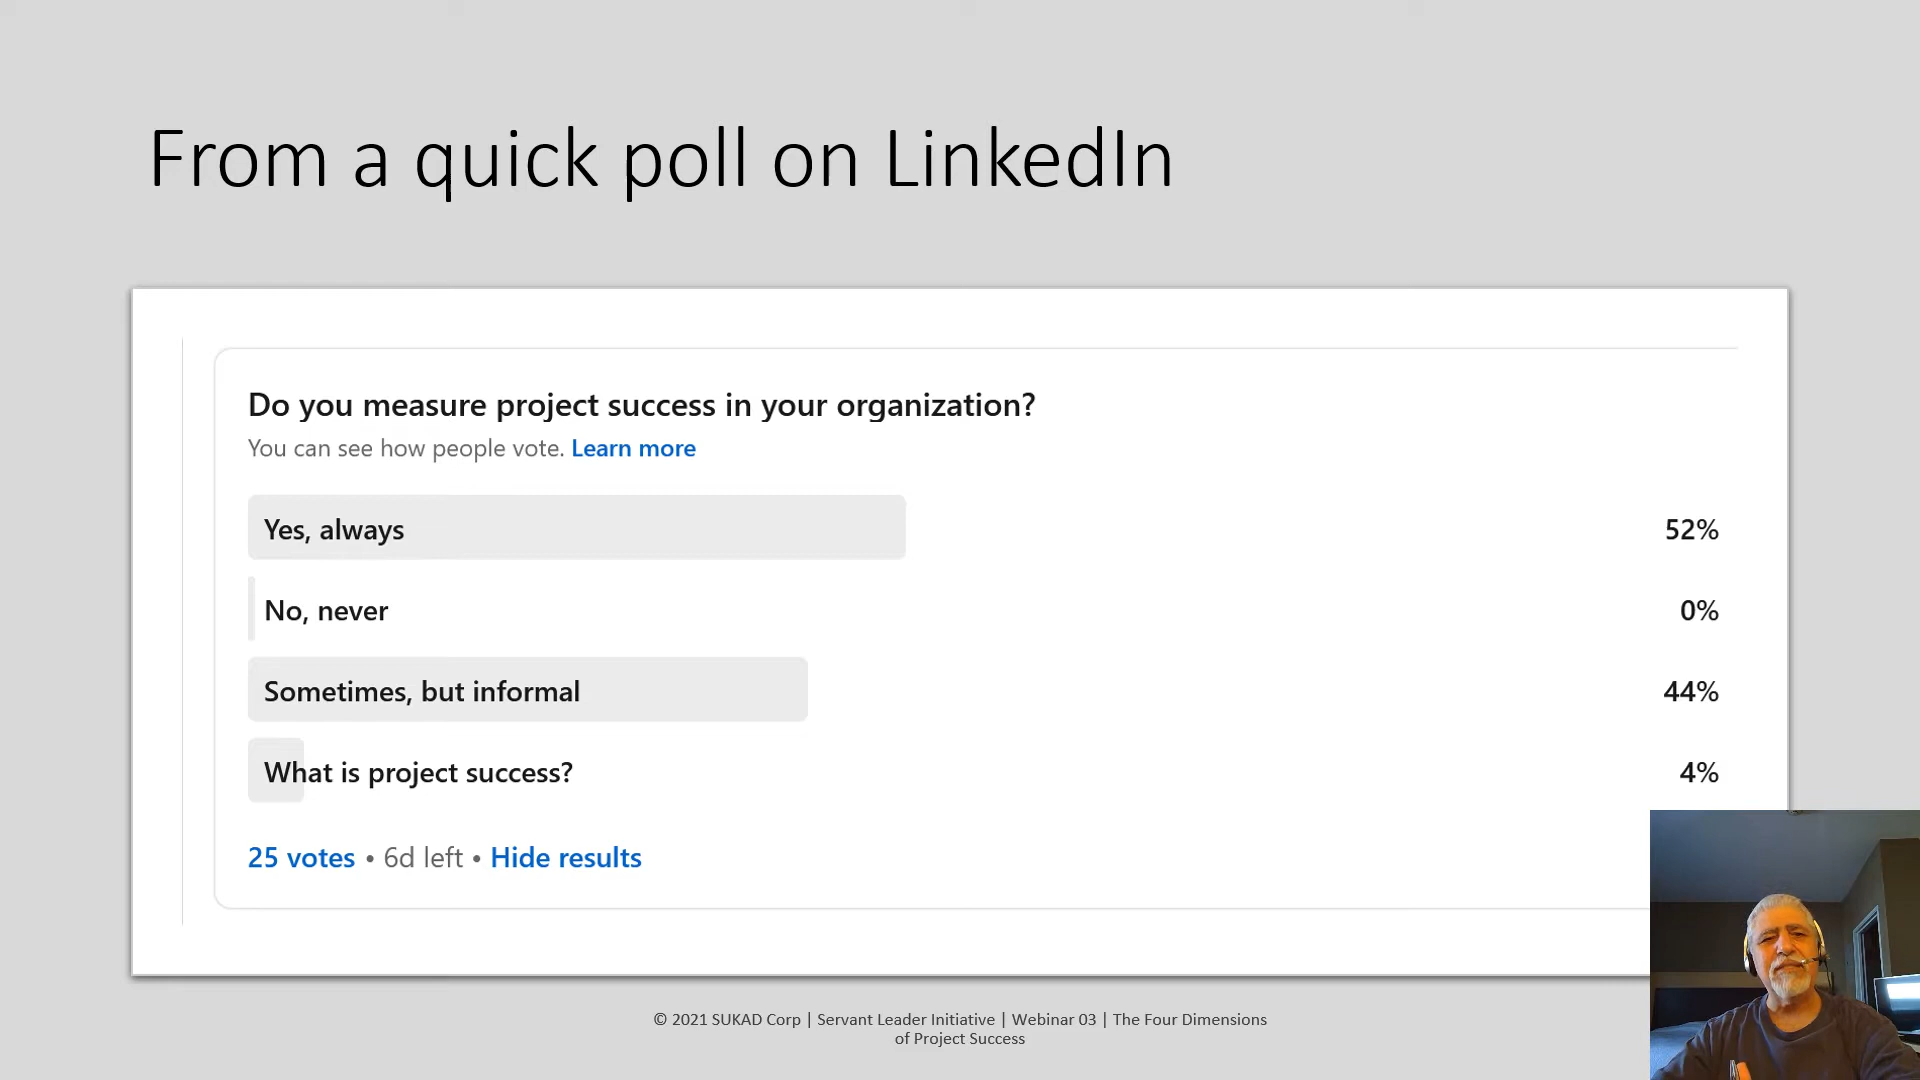 From a quick poll on LinkedIn
Do you measure project success in your organization?
You can see how people vote. Learn more
Yes, always 52%
No, never 0%
Sometimes, but informal 44%
What is project success? 4%
25 votes • 6d left • Hide results
© 2021 SUKAD Corp | Servant Leader Initiative | Webinar 03 | The Four Dimensions
of Project Success